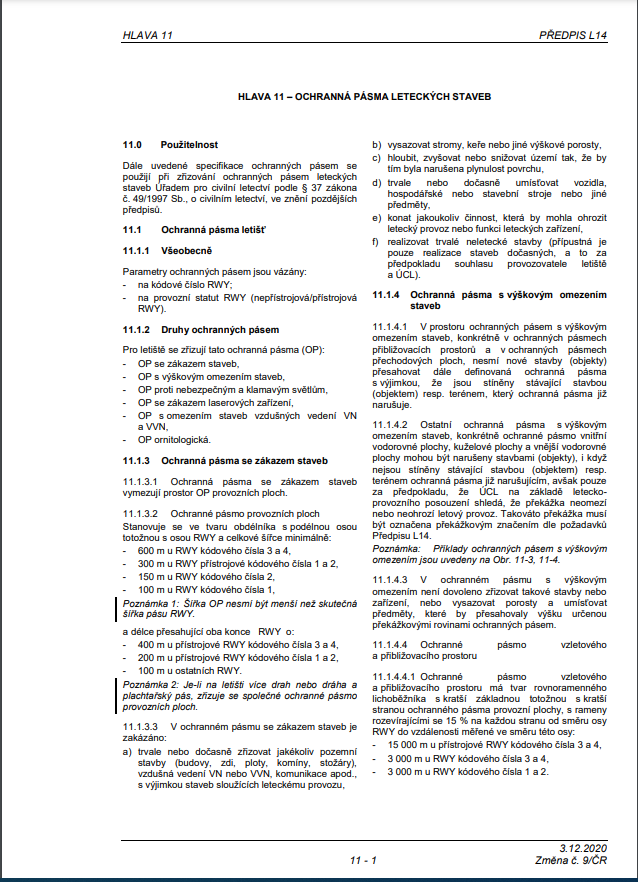 HLAVA 11 PŘEDPIS L14
HLAVA 11 – OCHRANNÁ PÁSMA LETECKÝCH STAVEB
11.0 Použitelnost
Dále uvedené specifikace ochranných pásem se
použijí při zřizování ochranných pásem leteckých
staveb Úřadem pro civilní letectví podle § 37 zákona
č. 49/1997 Sb., o civilním letectví, ve znění pozdějších
předpisů.
11.1 Ochranná pásma letišť
11.1.1 Všeobecně
Parametry ochranných pásem jsou vázány:
- na kódové číslo RWY;
- na provozní statut RWY (nepřístrojová/přístrojová
RWY).
11.1.2 Druhy ochranných pásem
Pro letiště se zřizují tato ochranná pásma (OP):
- OP se zákazem staveb,
- OP s výškovým omezením staveb,
- OP proti nebezpečným a klamavým světlům,
- OP se zákazem laserových zařízení,
- OP s omezením staveb vzdušných vedení VN
a VVN,
- OP ornitologická.
11.1.3 Ochranná pásma se zákazem staveb
11.1.3.1 Ochranná pásma se zákazem staveb
vymezují prostor OP provozních ploch.
11.1.3.2 Ochranné pásmo provozních ploch
Stanovuje se ve tvaru obdélníka s podélnou osou
totožnou s osou RWY a celkové šířce minimálně:
- 600 m u RWY kódového čísla 3 a 4,
- 300 m u RWY přístrojové kódového čísla 1 a 2,
- 150 m u RWY kódového čísla 2,
- 100 m u RWY kódového čísla 1,
Poznámka 1: Šířka OP nesmí být menší než skutečná
šířka pásu RWY.
a délce přesahující oba konce RWY o:
- 400 m u přístrojové RWY kódového čísla 3 a 4,
- 200 m u přístrojové RWY kódového čísla 1 a 2,
- 100 m u ostatních RWY.
Poznámka 2: Je-li na letišti více drah nebo dráha a
plachtařský pás, zřizuje se společné ochranné pásmo
provozních ploch.
11.1.3.3 V ochranném pásmu se zákazem staveb je
zakázáno:
a) trvale nebo dočasně zřizovat jakékoliv pozemní
stavby (budovy, zdi, ploty, komíny, stožáry),
vzdušná vedení VN nebo VVN, komunikace apod.,
s výjimkou staveb sloužících leteckému provozu,
b) vysazovat stromy, keře nebo jiné výškové porosty,
c) hloubit, zvyšovat nebo snižovat území tak, že by
tím byla narušena plynulost povrchu,
d) trvale nebo dočasně umísťovat vozidla,
hospodářské nebo stavební stroje nebo jiné
předměty,
e) konat jakoukoliv činnost, která by mohla ohrozit
letecký provoz nebo funkci leteckých zařízení,
f) realizovat trvalé neletecké stavby (přípustná je
pouze realizace staveb dočasných, a to za
předpokladu souhlasu provozovatele letiště
a ÚCL).
11.1.4 Ochranná pásma s výškovým omezením
staveb
11.1.4.1 V prostoru ochranných pásem s výškovým
omezením staveb, konkrétně v ochranných pásmech
přibližovacích prostorů a v ochranných pásmech
přechodových ploch, nesmí nové stavby (objekty)
přesahovat dále definovaná ochranná pásma
s výjimkou, že jsou stíněny stávající stavbou
(objektem) resp. terénem, který ochranná pásma již
narušuje.
11.1.4.2 Ostatní ochranná pásma s výškovým
omezením staveb, konkrétně ochranné pásmo vnitřní
vodorovné plochy, kuželové plochy a vnější vodorovné
plochy mohou být narušeny stavbami (objekty), i když
nejsou stíněny stávající stavbou (objektem) resp.
terénem ochranná pásma již narušujícím, avšak pouze
za předpokladu, že ÚCL na základě letecko-
provozního posouzení shledá, že překážka neomezí
nebo neohrozí letový provoz. Takováto překážka musí
být označena překážkovým značením dle požadavků
Předpisu L14.
Poznámka: Příklady ochranných pásem s výškovým
omezením jsou uvedeny na Obr. 11-3, 11-4.
11.1.4.3 V ochranném pásmu s výškovým
omezení není dovoleno zřizovat takové stavby nebo
zařízení, nebo vysazovat porosty a umísťovat
předměty, které by přesahovaly výšku určenou
překážkovými rovinami ochranných pásem.
11.1.4.4 Ochranné pásmo vzletového
a přibližovacího prostoru
11.1.4.4.1 Ochranné pásmo vzletového
a přibližovacího prostoru má tvar rovnoramenného
lichoběžníka s kratší základnou totožnou s kratší
stranou ochranného pásma provozní plochy, s rameny
rozevírajícími se 15 % na každou stranu od směru osy
RWY do vzdálenosti měřené ve směru této osy:
- 15 000 m u přístrojové RWY kódového čísla 3 a 4,
- 3 000 m u RWY kódového čísla 3 a 4,
- 3 000 m u RWY kódového čísla 1 a 2.
3.12.2020
11 - 1 Změna č. 9/ČR